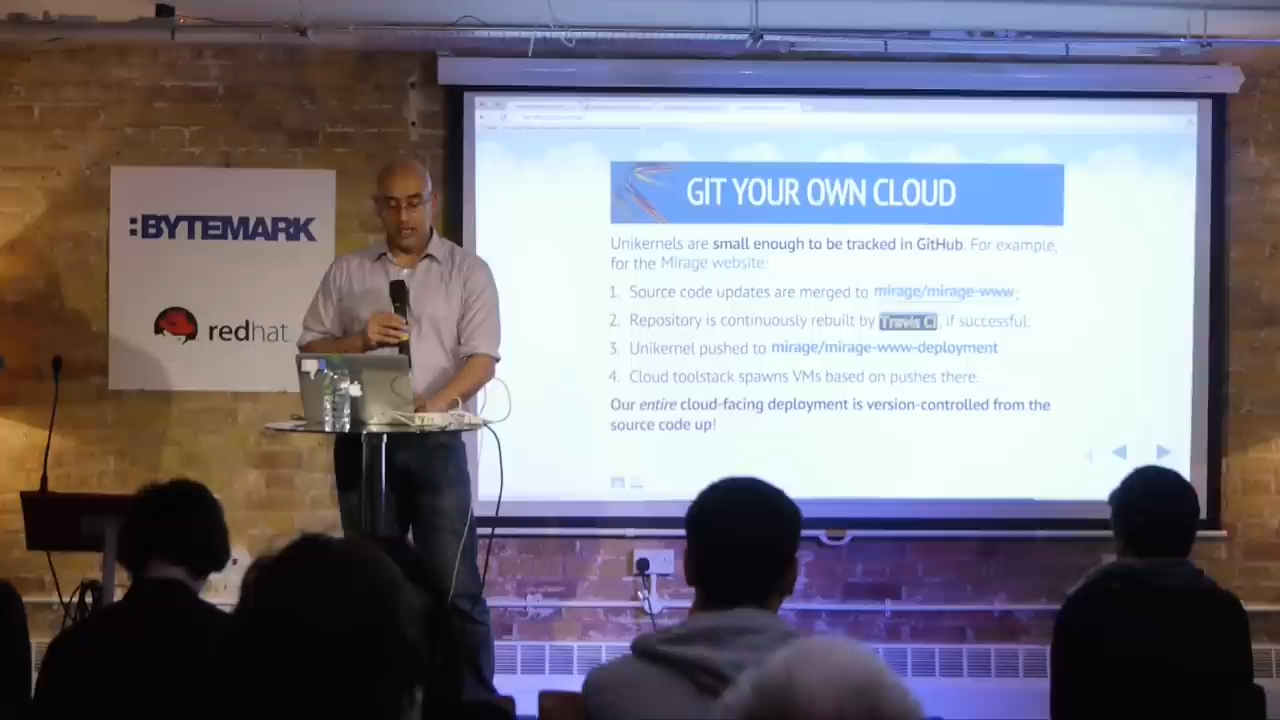 :BYTEMARK
redhat
GIT YOUR OWN CLOUD
Unikernels are small enough to be tracked in GitHub. For example,
for the Mirage website:
1. Source code updates are merged to mirage/mirage-www;
2. Repository is continuously rebuilt by Travis CI, if successful:
3. Unikernel pushed to mirage/mirage-www-deployment
4. Cloud toolstack spawns VMs based on pushes there.
Our entire cloud-facing deployment is version-controlled from the
source code up!